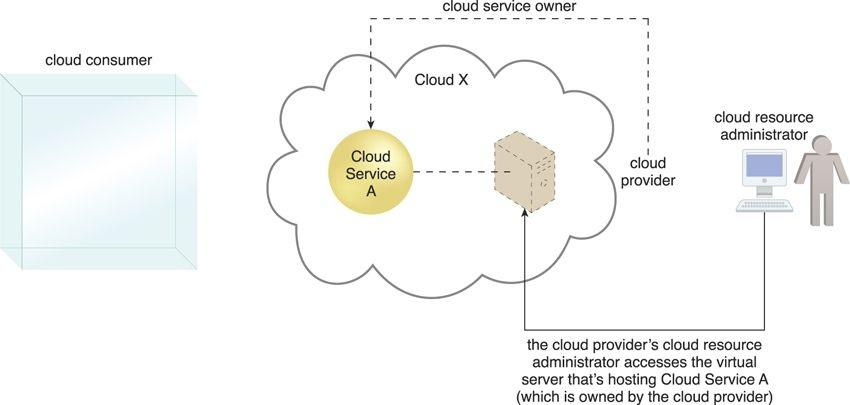 cloud service owner
cloud consumer
Cloud X
cloud resource
administrator
Cloud
Service
A
cloud
provider
the cloud provider's cloud resource
administrator accesses the virtual
server that's hosting Cloud Service A
(which is owned by the cloud provider)